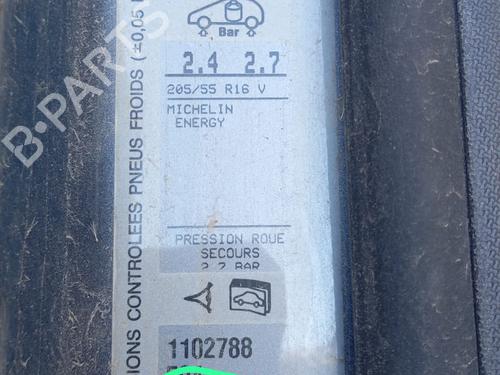 Bar
2.4 2.7
205/55 R16 V
MICHELIN
ENERGY
PRESSION ROUE
SECOURS
2.7 BAR
1102788
IONS CONTROLEES PNEUS FROIDS (±0,05
B-PARTS